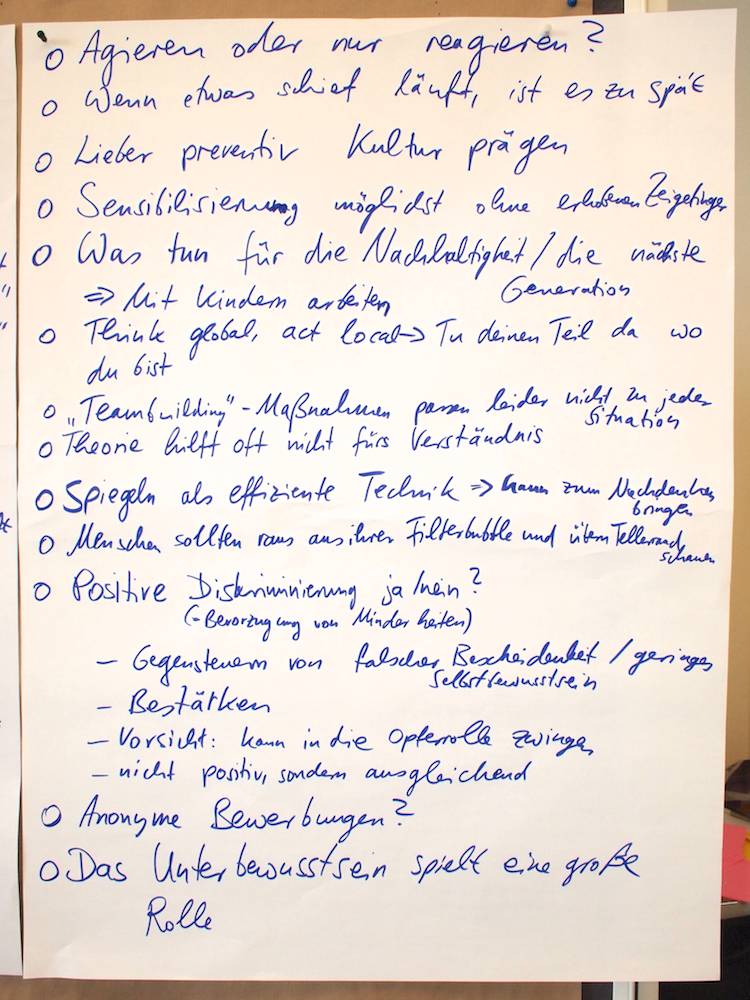 o Agieren oder nur reagieren?
o Wenn etwas schief läuft, ist es zu spät
o Lieber preventiv Kultur prägen
o Sensibilisierung möglichst ohne erhobenen Zeigefinger
o Was tun für die Nachhaltigkeit / die nächste
Generation
=> Mit Kindern arbeiten
o Think global, act local -> Tu deinen Teil da wo
du bist
o „Teambuilding"-Maßnahmen passen leider nicht zu jeder
Situation
o Theorie hilft oft nicht fürs Verständnis
o Spiegeln als effiziente Technik => kann zum Nachdenken
bringen
o Menschen sollten raus aus ihrer Filterbubble und übern Tellerrand
schauen
o Positive Diskriminierung ja/nein?
(=Bevorzugung von Minderheiten)
- Gegensteuern von falscher Bescheidenheit / geringes
Selbstbewusstsein
- Bestärken
- Vorsicht: kann in die Opferrolle zwingen
- nicht positiv, sondern ausgleichend
o Anonyme Bewerbungen?
o Das Unterbewusstsein spielt eine große
Rolle